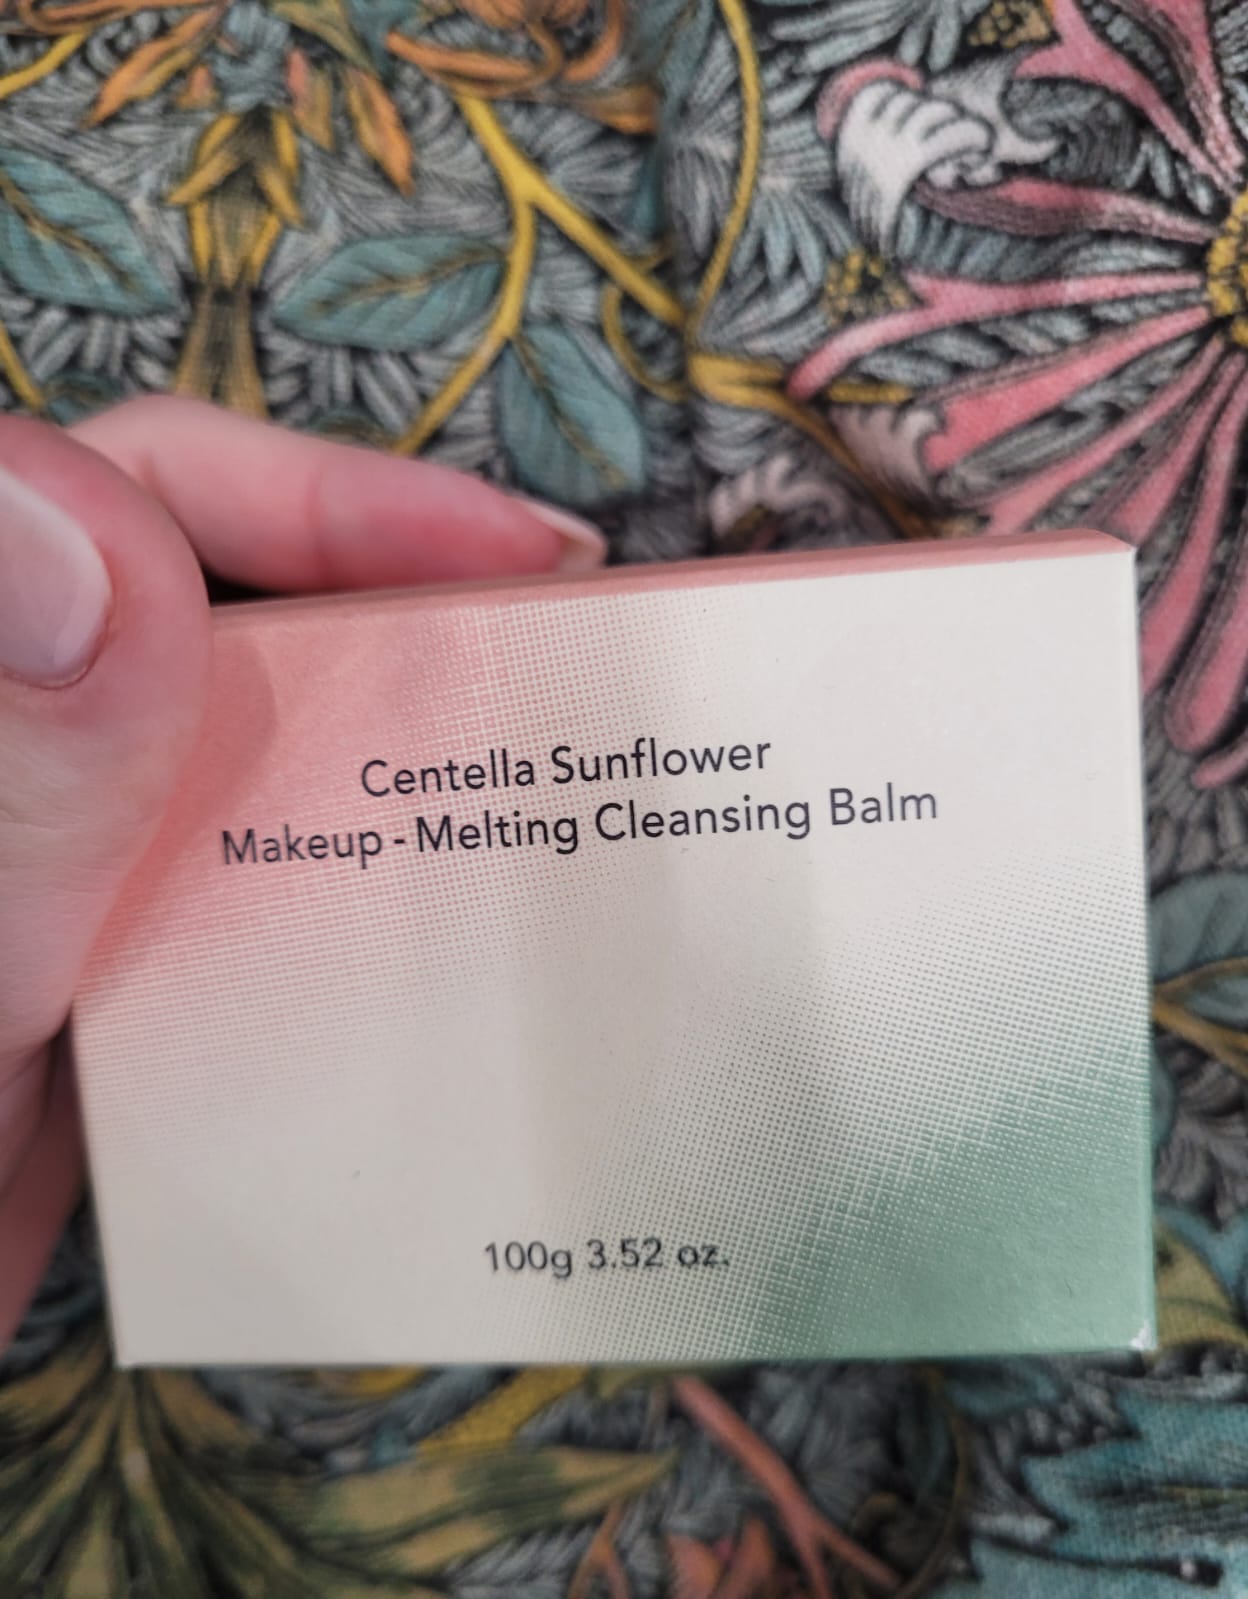 Centella Sunflower
Makeup - Melting Cleansing Balm
100g 3.52 oz.